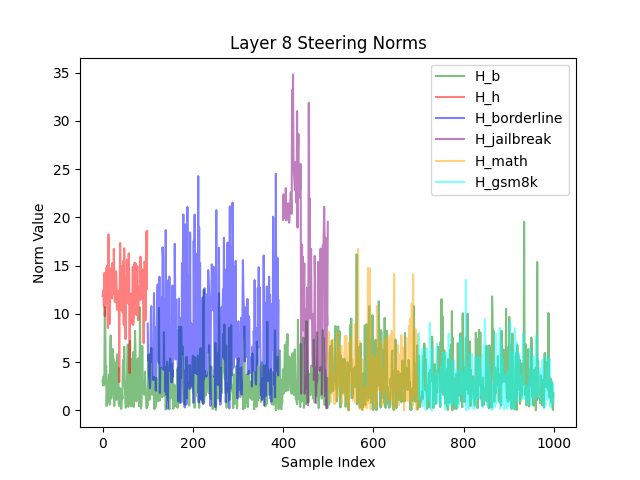 Layer 8 Steering Norms
35
30
25
20
15
10
5
0
Norm Value
H_b
H_h
H_borderline
H_jailbreak
H_math
H_gsm8k
0 200 400 600 800 1000
Sample Index